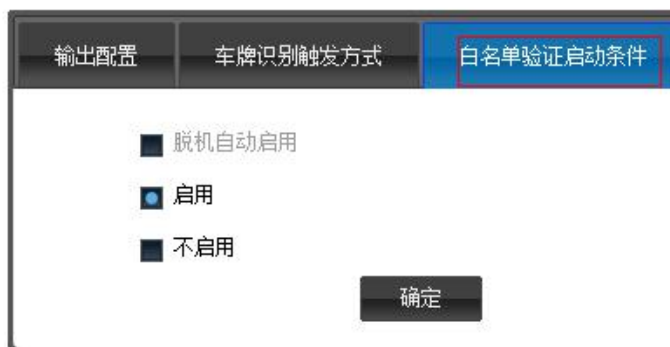 输出配置 车牌识别触发方式 白名单验证启动条件
脱机自动启用
启用
不启用
确定